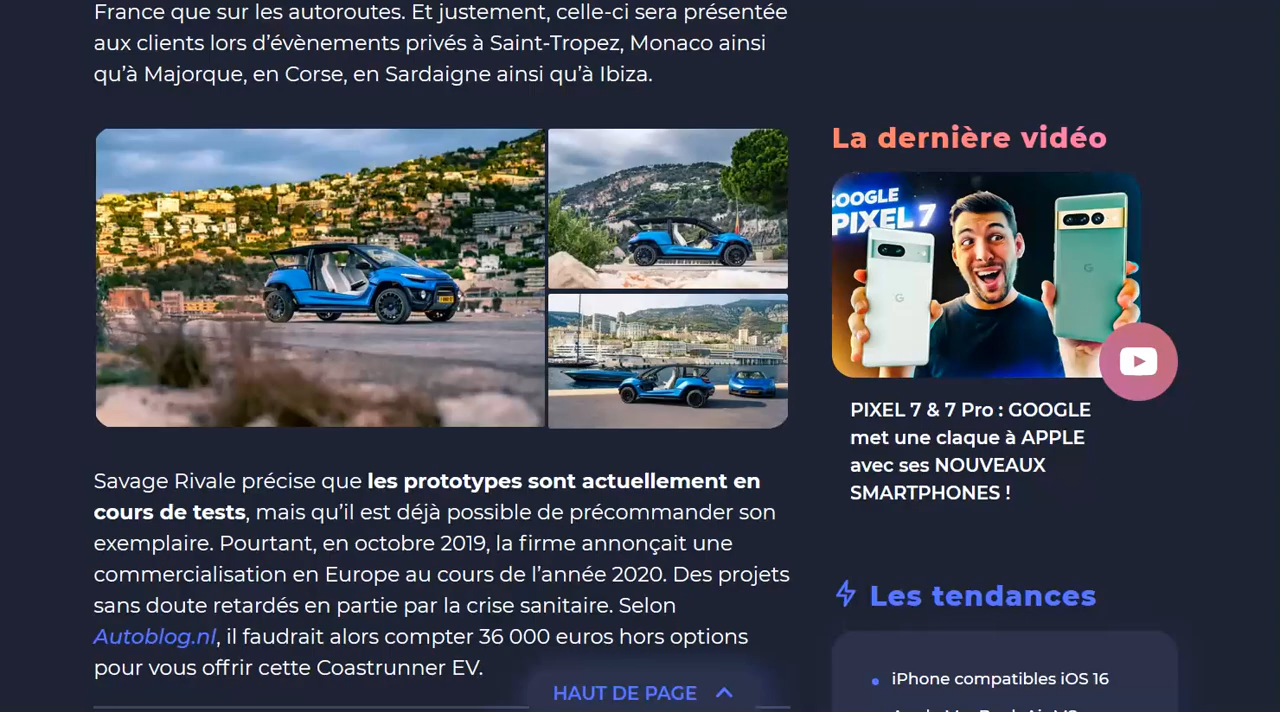 France que sur les autoroutes. Et justement, celle-ci sera présentée
aux clients lors d’évènements privés à Saint-Tropez, Monaco ainsi
qu’à Majorque, en Corse, en Sardaigne ainsi qu’à Ibiza.
Savage Rivale précise que les prototypes sont actuellement en
cours de tests, mais qu’il est déjà possible de précommander son
exemplaire. Pourtant, en octobre 2019, la firme annonçait une
commercialisation en Europe au cours de l’année 2020. Des projets
sans doute retardés en partie par la crise sanitaire. Selon
Autoblog.nl, il faudrait alors compter 36 000 euros hors options
pour vous offrir cette Coastrunner EV.
HAUT DE PAGE
La dernière vidéo
GOOGLE
PIXEL 7
G
G
PIXEL 7 & 7 Pro : GOOGLE
met une claque à APPLE
avec ses NOUVEAUX
SMARTPHONES !
Les tendances
iPhone compatibles iOS 16